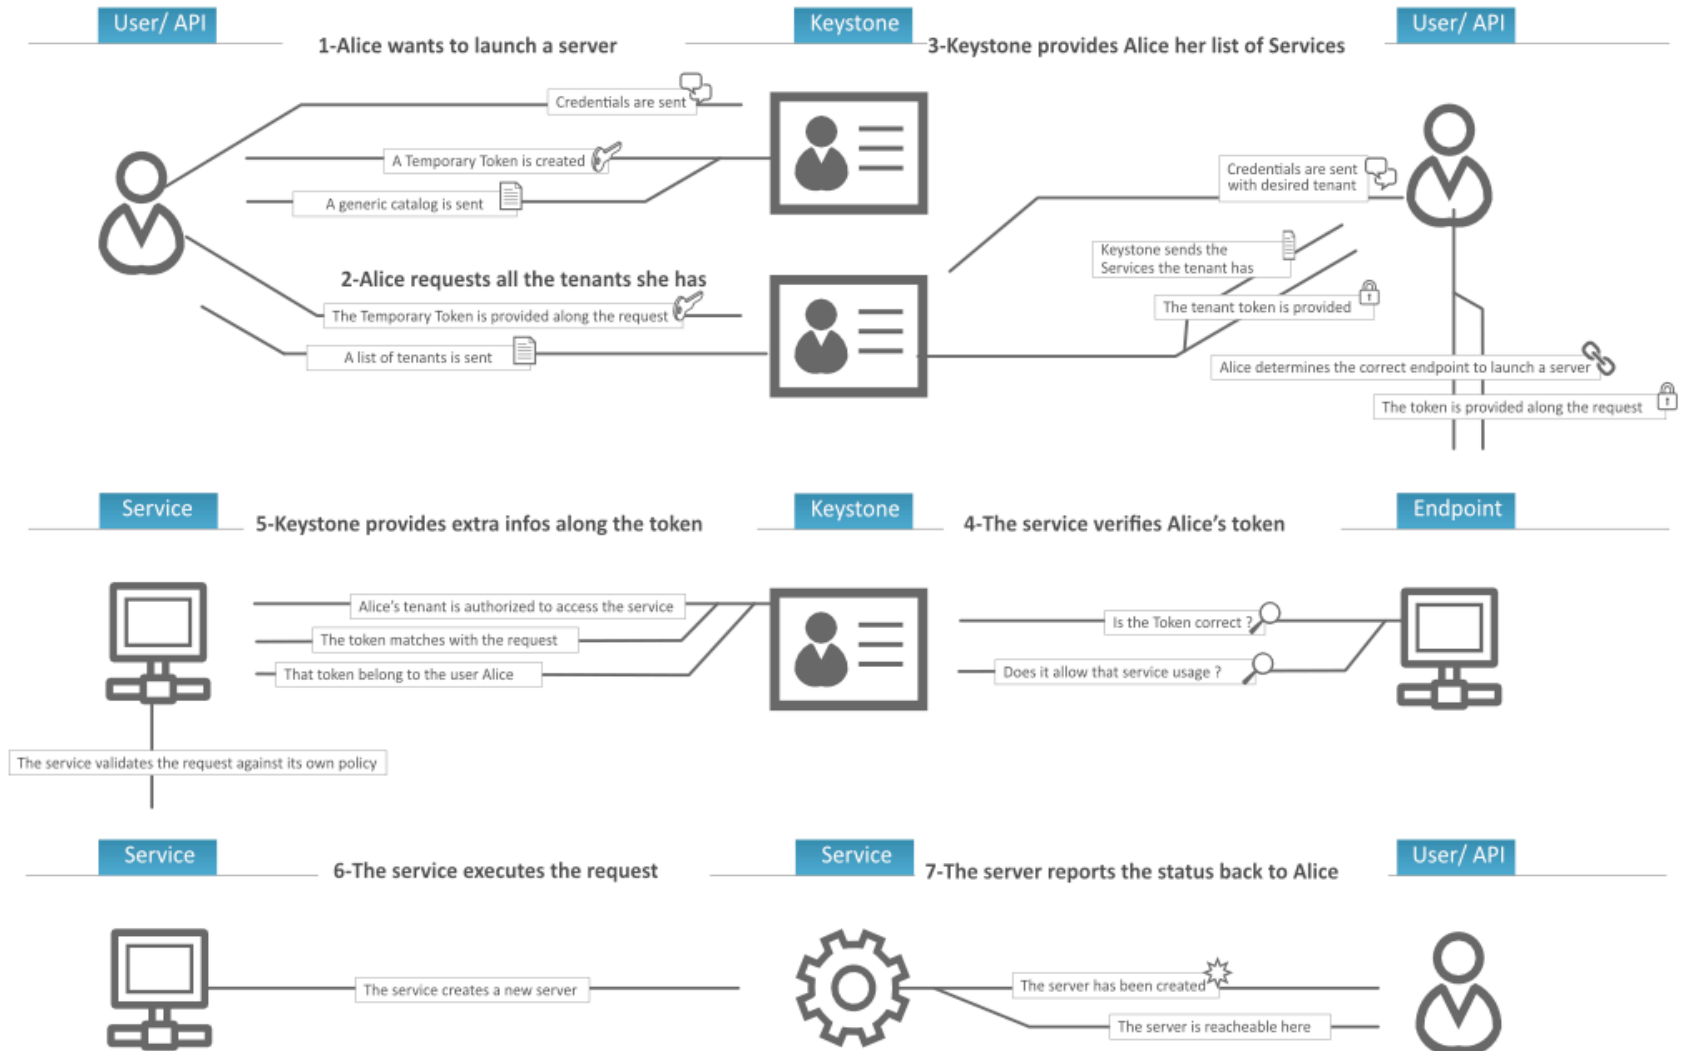 User/ API
Keystone
User/ API
1-Alice wants to launch a server
3-Keystone provides Alice her list of Services
Credentials are sent
A Temporary Token is created
A generic catalog is sent
Credentials are sent
with desired tenant
Keystone sends the
Services the tenant has
2-Alice requests all the tenants she has
The tenant token is provided
The Temporary Token is provided along the request
A list of tenants is sent
Alice determines the correct endpoint to launch a server
The token is provided along the request
Service
Keystone
Endpoint
5-Keystone provides extra infos along the token
4-The service verifies Alice's token
Alice's tenant is authorized to access the service
The token matches with the request
That token belong to the user Alice
Is the Token correct ?
Does it allow that service usage ?
The service validates the request against its own policy
Service
Service
User/ API
6-The service executes the request
7-The server reports the status back to Alice
The service creates a new server
The server has been created
The server is reacheable here